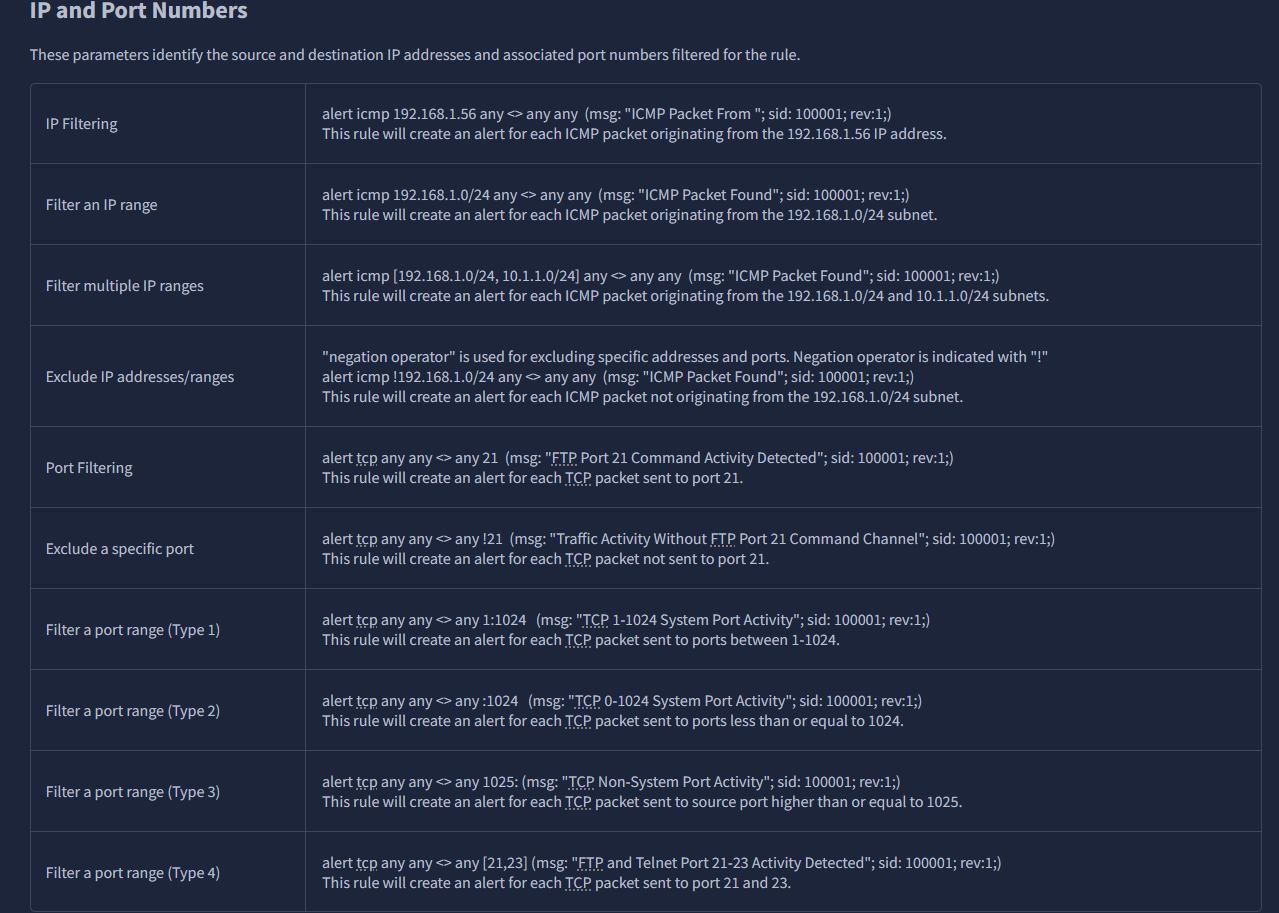 IP and Port Numbers
These parameters identify the source and destination IP addresses and associated port numbers filtered for the rule.
IP Filtering
alert icmp 192.168.1.56 any <> any any (msg: "ICMP Packet From "; sid: 100001; rev:1;)
This rule will create an alert for each ICMP packet originating from the 192.168.1.56 IP address.
Filter an IP range
alert icmp 192.168.1.0/24 any <> any any (msg: "ICMP Packet Found"; sid: 100001; rev:1;)
This rule will create an alert for each ICMP packet originating from the 192.168.1.0/24 subnet.
Filter multiple IP ranges
alert icmp [192.168.1.0/24, 10.1.1.0/24] any <> any any (msg: "ICMP Packet Found"; sid: 100001; rev:1;)
This rule will create an alert for each ICMP packet originating from the 192.168.1.0/24 and 10.1.1.0/24 subnets.
Exclude IP addresses/ranges
"negation operator" is used for excluding specific addresses and ports. Negation operator is indicated with "!"
alert icmp !192.168.1.0/24 any <> any any (msg: "ICMP Packet Found"; sid: 100001; rev:1;)
This rule will create an alert for each ICMP packet not originating from the 192.168.1.0/24 subnet.
Port Filtering
alert tcp any any <> any 21 (msg: "FTP Port 21 Command Activity Detected"; sid: 100001; rev:1;)
This rule will create an alert for each TCP packet sent to port 21.
Exclude a specific port
alert tcp any any <> any !21 (msg: "Traffic Activity Without FTP Port 21 Command Channel"; sid: 100001; rev:1;)
This rule will create an alert for each TCP packet not sent to port 21.
Filter a port range (Type 1)
alert tcp any any <> any 1:1024 (msg: "TCP 1-1024 System Port Activity"; sid: 100001; rev:1;)
This rule will create an alert for each TCP packet sent to ports between 1-1024.
Filter a port range (Type 2)
alert tcp any any <> any :1024 (msg: "TCP 0-1024 System Port Activity"; sid: 100001; rev:1;)
This rule will create an alert for each TCP packet sent to ports less than or equal to 1024.
Filter a port range (Type 3)
alert tcp any any <> any 1025: (msg: "TCP Non-System Port Activity"; sid: 100001; rev:1;)
This rule will create an alert for each TCP packet sent to source port higher than or equal to 1025.
Filter a port range (Type 4)
alert tcp any any <> any [21,23] (msg: "FTP and Telnet Port 21-23 Activity Detected"; sid: 100001; rev:1;)
This rule will create an alert for each TCP packet sent to port 21 and 23.